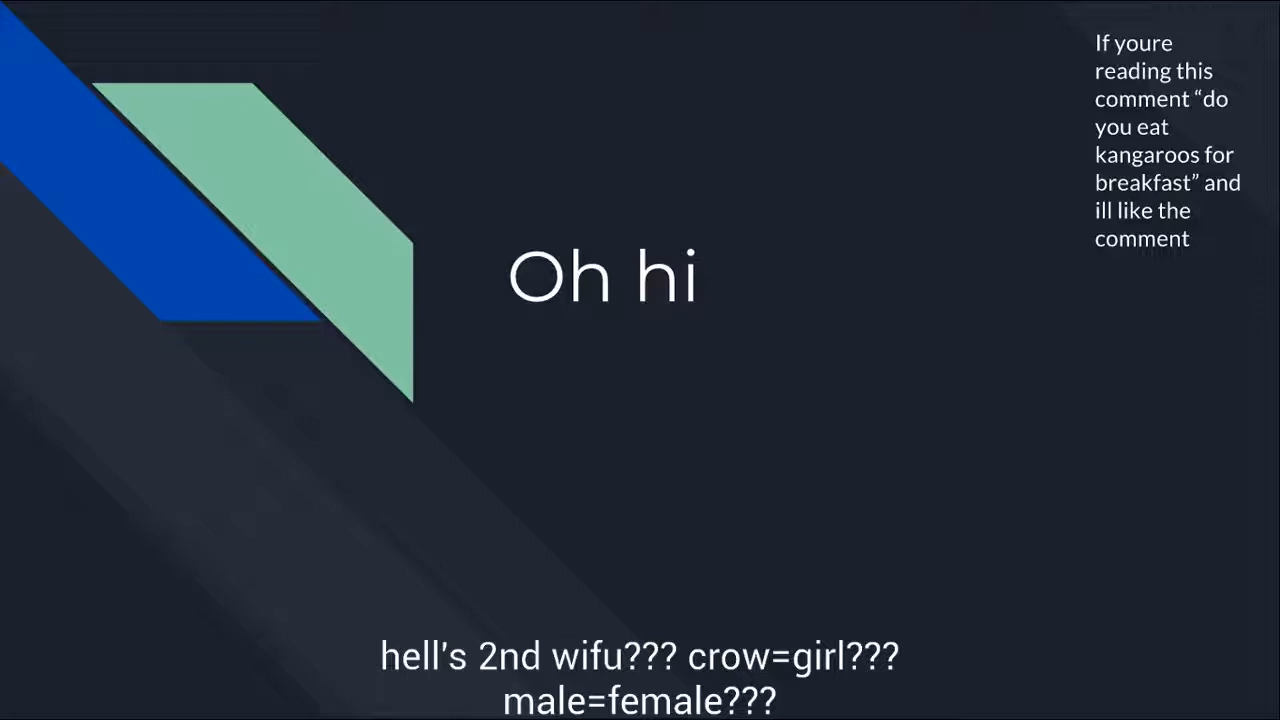 If youre
reading this
comment “do
you eat
kangaroos for
breakfast” and
ill like the
comment
Oh hi
hell's 2nd wifu??? crow=girl???
male=female???